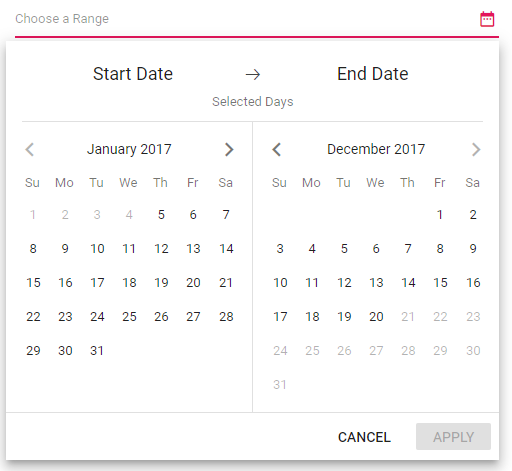 Choose a Range
Start Date → End Date
Selected Days
January 2017
Su Mo Tu We Th Fr Sa
1 2 3 4 5 6 7
8 9 10 11 12 13 14
15 16 17 18 19 20 21
22 23 24 25 26 27 28
29 30 31
December 2017
Su Mo Tu We Th Fr Sa
1 2
3 4 5 6 7 8 9
10 11 12 13 14 15 16
17 18 19 20 21 22 23
24 25 26 27 28 29 30
31
CANCEL APPLY